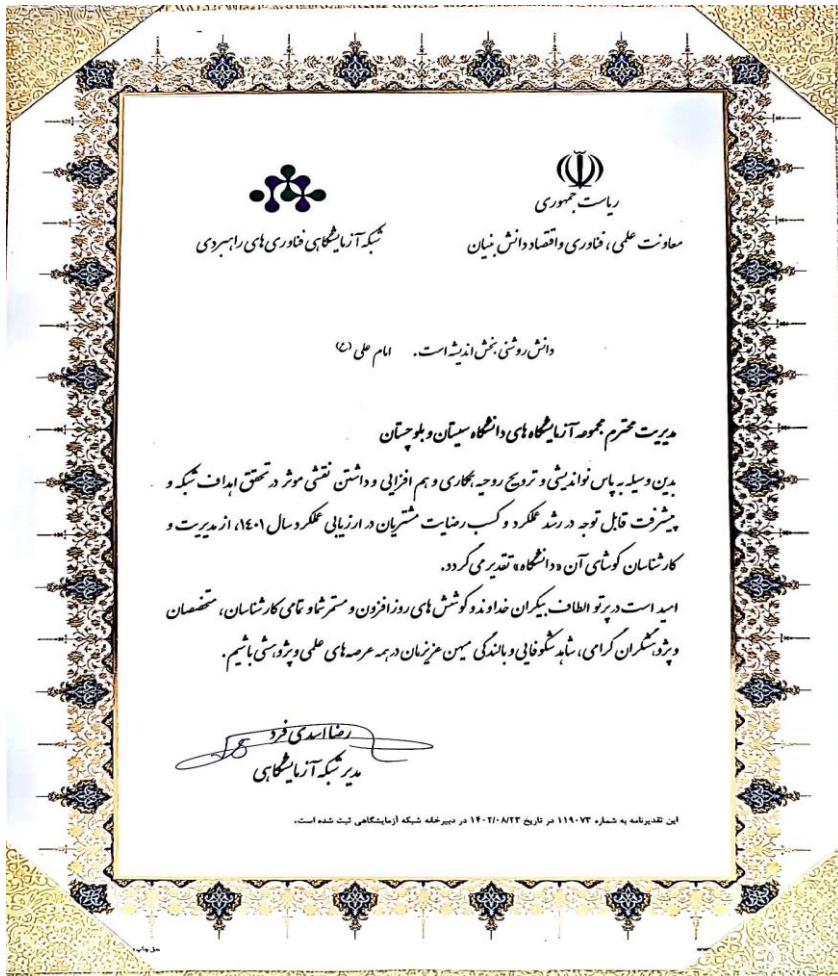 ریاست جمهوری
معاونت علمی، فناوری و اقتصاد دانش بنیان
شبکه آزمایشگاهی فناوری های راهبردی
دانش روشنی بخش اندیشه است. امام علی (ع)
مدیریت محترم مجموعه آزمایشگاه های دانشگاه سیستان و بلوچستان
بدین وسیله به پاس نواندیشی و ترویج روحیه همکاری و هم افزایی و داشتن نقشی موثر در تحقق اهداف شبکه و
پیشرفت قابل توجه در رشد عملکرد و کسب رضایت مشتریان در ارزیابی عملکرد سال ۱۴۰۱، از مدیریت و
کارشناسان کوشای آن «دانشگاه» تقدیر می گردد.
امید است در پرتو الطاف بیکران خداوند و کوشش های روزافزون و مستمر شما و تمامی کارشناسان، متخصصان
و پژوهشگران گرامی، شاهد شکوفایی و بالندگی میهن عزیزمان در همه عرصه های علمی و پژوهشی باشیم.
رضا اسدی فرد
مدیر شبکه آزمایشگاهی
این تقدیرنامه به شماره ۱۱۹۰۷۳ در تاریخ ۱۴۰۲/۰۸/۲۳ در دبیرخانه شبکه آزمایشگاهی ثبت شده است.